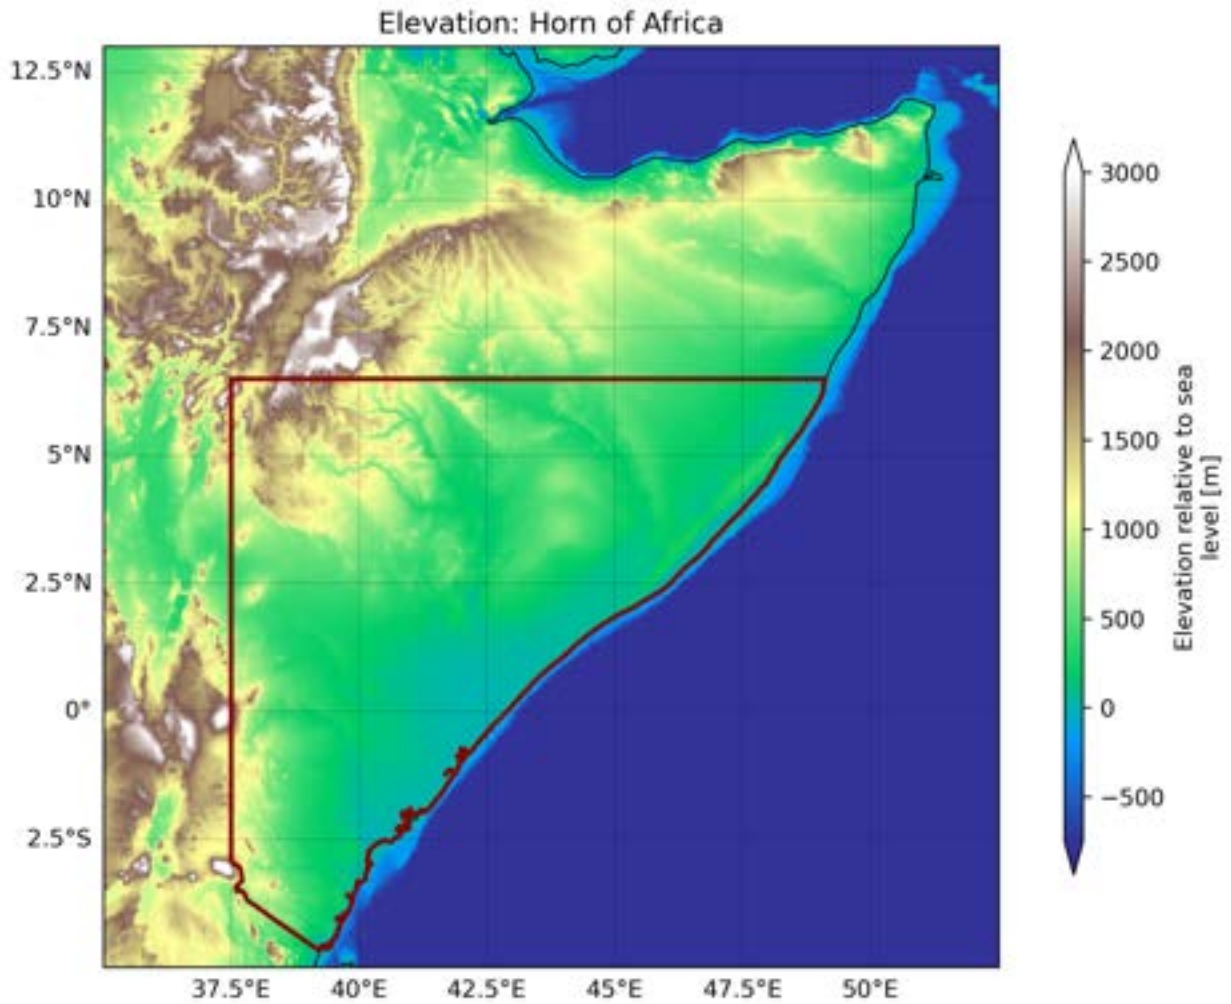 Elevation: Horn of Africa
12.5°N
10°N
7.5°N
5°N
2.5°N
0°
2.5°S
37.5°E
40°E
42.5°E
45°E
47.5°E
50°E
3000
2500
2000
1500
1000
500
0
−500
Elevation relative to sea
level [m]